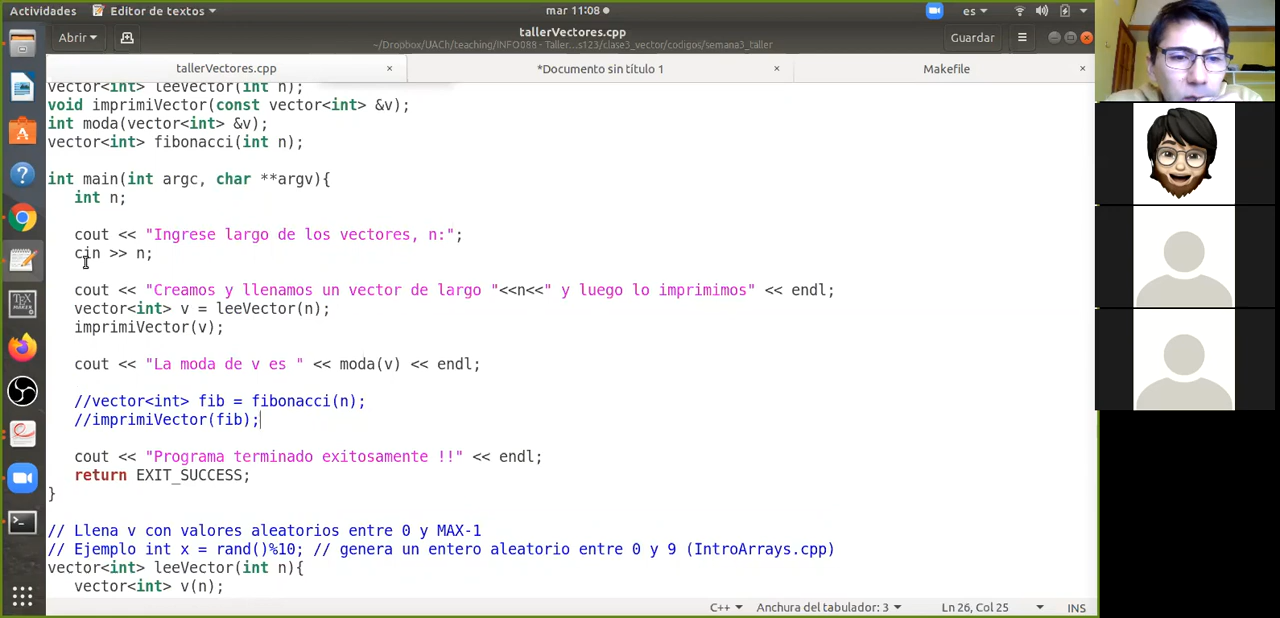 Actividades Editor de textos mar 11:08 es
Abrir tallerVectores.cpp Guardar
~/Dropbox/UACh/teaching/INFO088 - Taller...s123/clase3_vector/codigos/semana3_taller
tallerVectores.cpp × *Documento sin título 1 × Makefile ×
vector<int> leeVector(int n);
void imprimiVector(const vector<int> &v);
int moda(vector<int> &v);
vector<int> fibonacci(int n);
int main(int argc, char **argv){
int n;
cout << "Ingrese largo de los vectores, n:";
cin >> n;
cout << "Creamos y llenamos un vector de largo "<<n<<" y luego lo imprimimos" << endl;
vector<int> v = leeVector(n);
imprimiVector(v);
cout << "La moda de v es " << moda(v) << endl;
//vector<int> fib = fibonacci(n);
//imprimiVector(fib);
cout << "Programa terminado exitosamente !!" << endl;
return EXIT_SUCCESS;
}
// Llena v con valores aleatorios entre 0 y MAX-1
// Ejemplo int x = rand()%10; // genera un entero aleatorio entre 0 y 9 (IntroArrays.cpp)
vector<int> leeVector(int n){
vector<int> v(n);
C++ Anchura del tabulador: 3 Ln 26, Col 25 INS